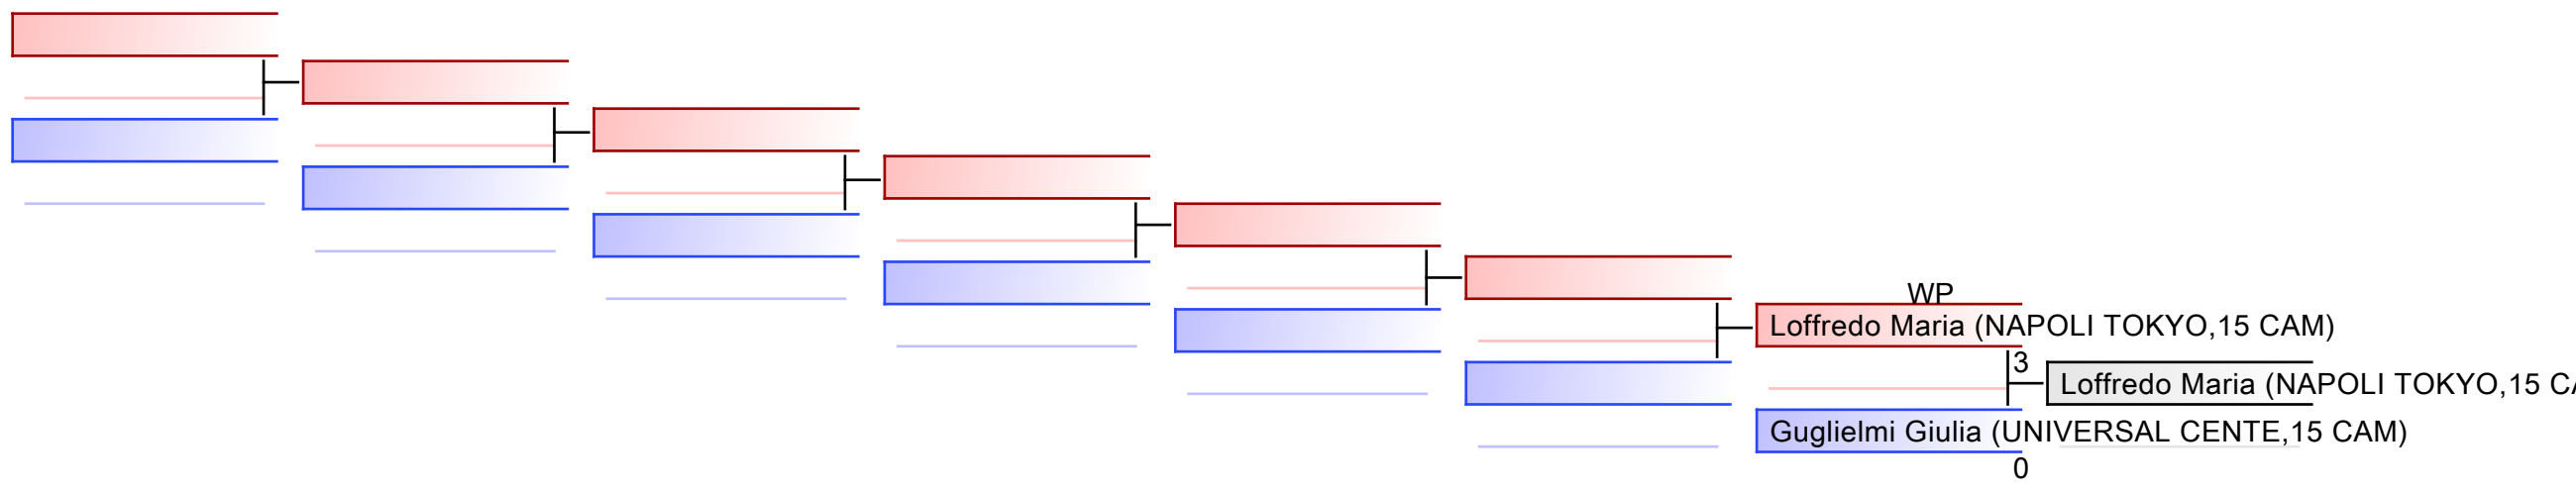 WP
Loffredo Maria (NAPOLI TOKYO,15 CAM)
3
Loffredo Maria (NAPOLI TOKYO,15 CA
Guglielmi Giulia (UNIVERSAL CENTE,15 CAM)
0